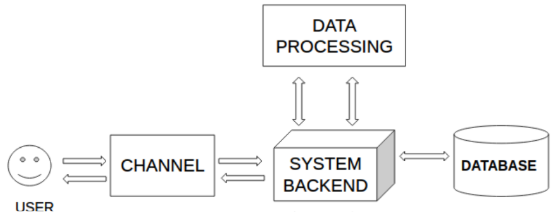 DATA
PROCESSING
CHANNEL
SYSTEM
BACKEND
DATABASE
USER